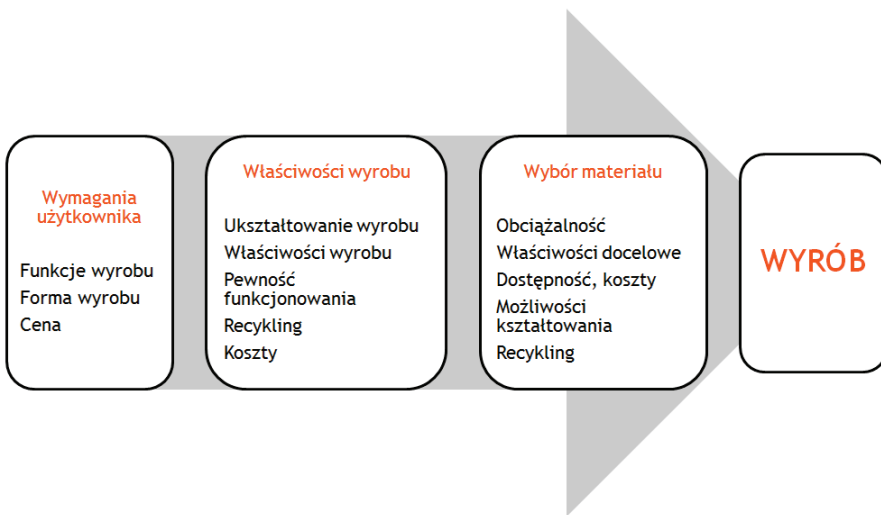 Wymagania
użytkownika
Funkcje wyrobu
Forma wyrobu
Cena
Właściwości wyrobu
Ukształtowanie wyrobu
Właściwości wyrobu
Pewność
funkcjonowania
Recykling
Koszty
Wybór materiału
Obciążalność
Właściwości docelowe
Dostępność, koszty
Możliwości
kształtowania
Recykling
WYRÓB